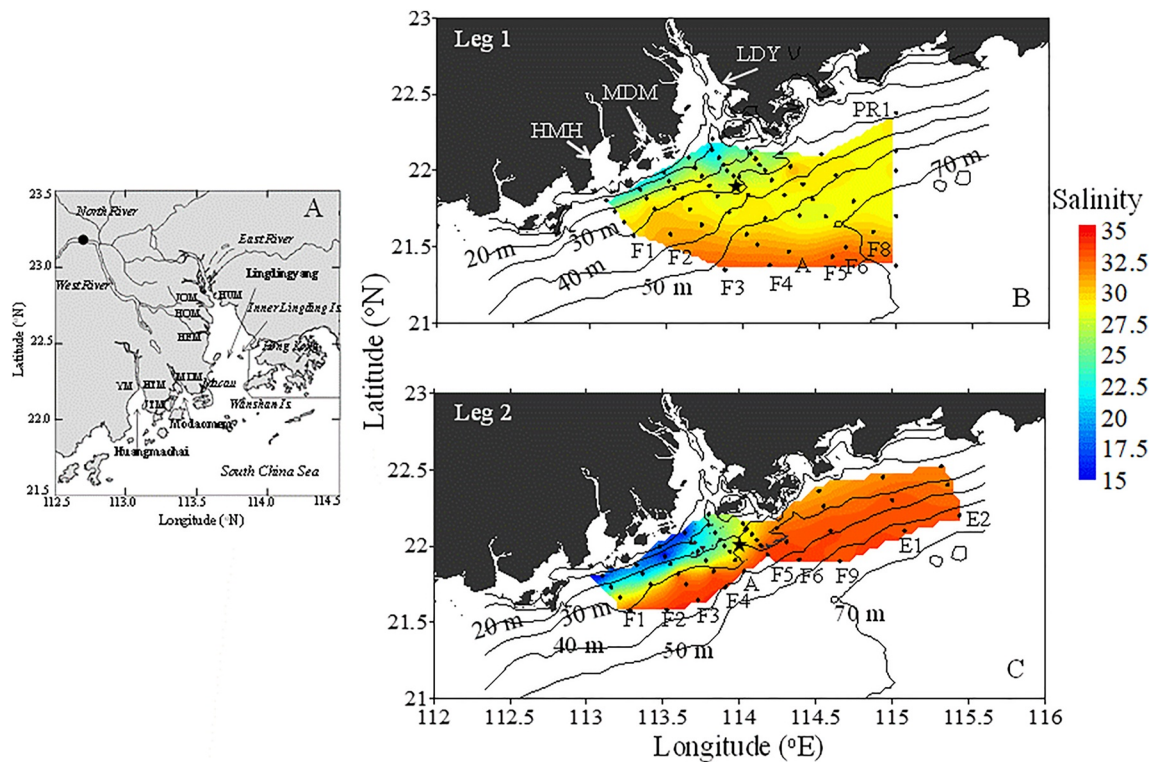 23
Leg 1
LDY
MDM
HMH
PR1
70 m
22.5
22
21.5
21
Latitude (°N)
20 m
30 m
40 m
50 m
F1
F2
F3
F4
A
F5
F6
F8
B
Salinity
35
32.5
30
27.5
25
22.5
20
17.5
15
23.5
23.0
22.5
22.0
21.5
Latitude (°N)
A
North River
East River
West River
Lingdingyang
HUM
HQM
HEM
Inner Lingding Is.
Hong Kong
MDM
Macau
YM
Wanshan Is.
Modaomen
Huangmaohai
South China Sea
112.5
113.0
113.5
114.0
114.5
Longitude (°N)
23
Leg 2
22.5
22
21.5
21
Latitude (°N)
20 m
30 m
40 m
50 m
70 m
F1
F2
F3
F4
A
F5
F6
F9
E1
E2
C
112
112.5
113
113.5
114
114.5
115
115.5
116
Longitude (°E)